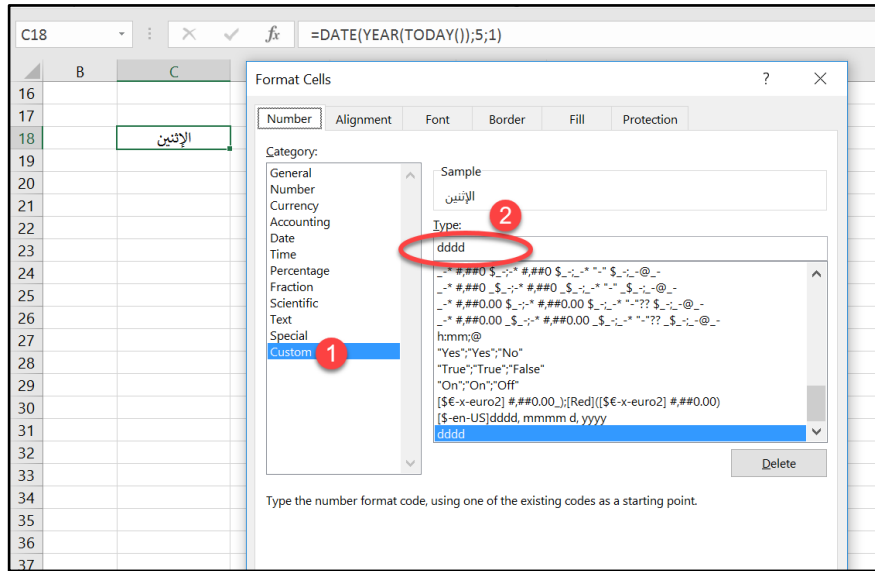 C18 fx =DATE(YEAR(TODAY());5;1)
B C
16
17
18 الإثنين
19
20
21
22
23
24
25
26
27
28
29
30
31
32
33
34
35
36
37
Format Cells ?
Number Alignment Font Border Fill Protection
Category:
General
Number
Currency
Accounting
Date
Time
Percentage
Fraction
Scientific
Text
Special
Custom 1
Sample
الإثنين
Type: 2
dddd
_-* #,##0 $_-;-* #,##0 $_-;_-* "-" $_-;_-@_-
_-* #,##0 _$_-;-* #,##0 _$_-;_-* "-" _$_-;_-@_-
_-* #,##0.00 $_-;-* #,##0.00 $_-;_-* "-"?? $_-;_-@_-
_-* #,##0.00 _$_-;-* #,##0.00 _$_-;_-* "-"?? _$_-;_-@_-
h:mm;@
"Yes";"Yes";"No"
"True";"True";"False"
"On";"On";"Off"
[$€-x-euro2] #,##0.00_);[Red]([$€-x-euro2] #,##0.00)
[$-en-US]dddd, mmmm d, yyyy
dddd
Delete
Type the number format code, using one of the existing codes as a starting point.